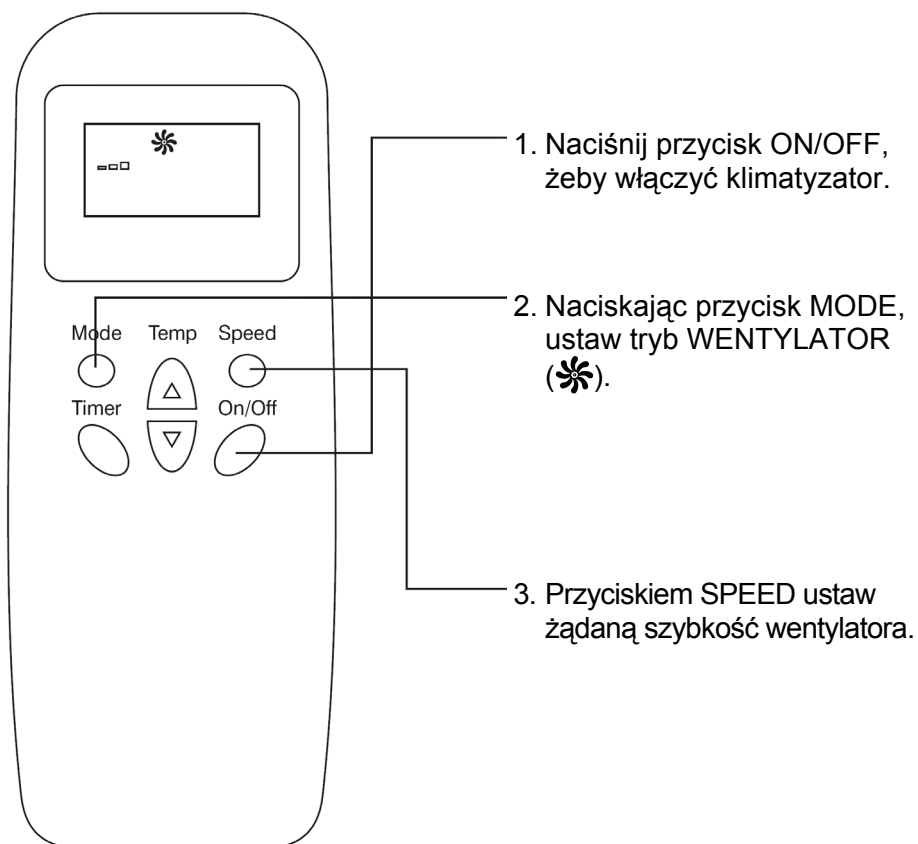 1. Naciśnij przycisk ON/OFF,
żeby włączyć klimatyzator.
2. Naciskając przycisk MODE,
ustaw tryb WENTYLATOR
().
Mode Temp Speed
Timer On/Off
3. Przyciskiem SPEED ustaw
żądaną szybkość wentylatora.